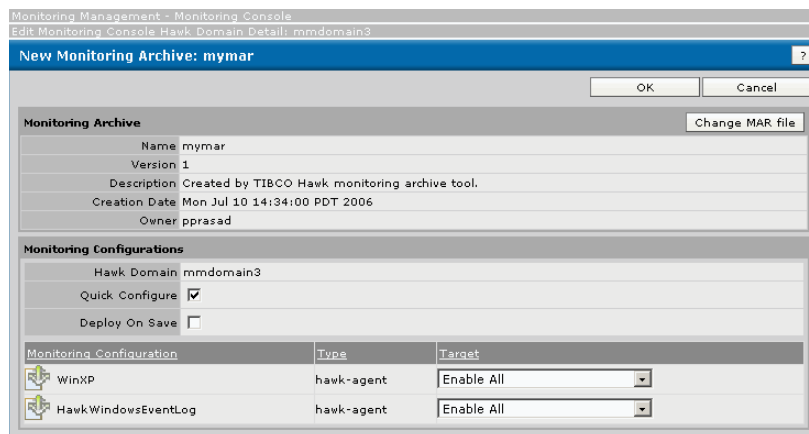 Monitoring Management - Monitoring Console
Edit Monitoring Console Hawk Domain Detail: mmdomain3
New Monitoring Archive: mymar ?
OK Cancel
Monitoring Archive Change MAR file
Name mymar
Version 1
Description Created by TIBCO Hawk monitoring archive tool.
Creation Date Mon Jul 10 14:34:00 PDT 2006
Owner pprasad
Monitoring Configurations
Hawk Domain mmdomain3
Quick Configure
Deploy On Save
Monitoring Configuration Type Target
WinXP hawk-agent Enable All
HawkWindowsEventLog hawk-agent Enable All